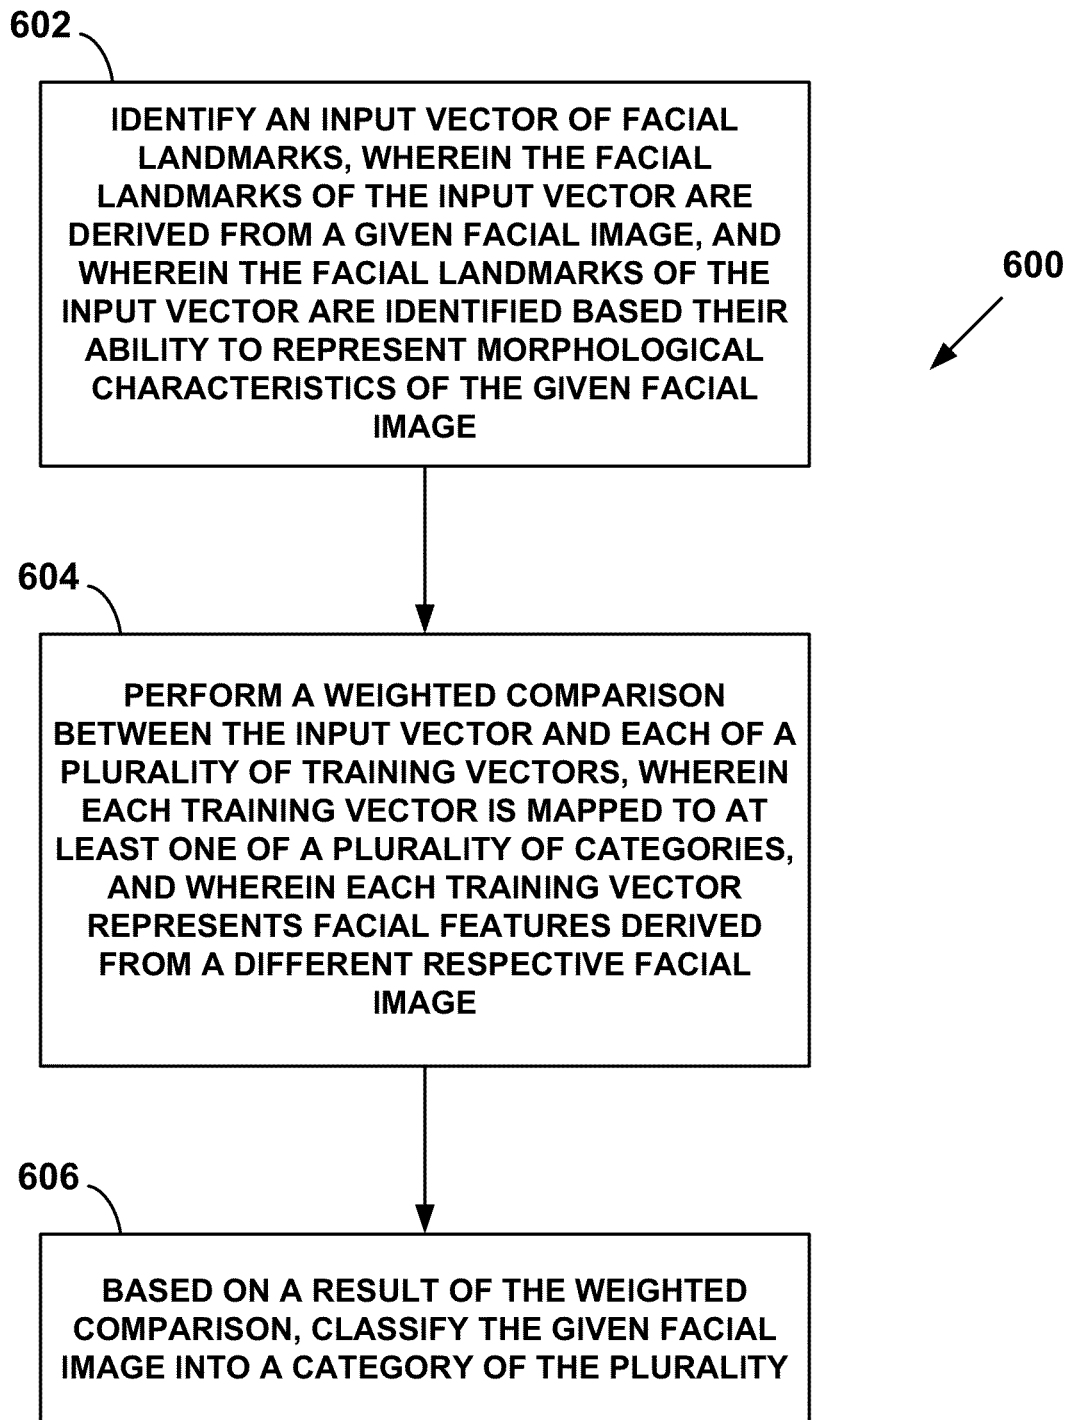 602
IDENTIFY AN INPUT VECTOR OF FACIAL
LANDMARKS, WHEREIN THE FACIAL
LANDMARKS OF THE INPUT VECTOR ARE
DERIVED FROM A GIVEN FACIAL IMAGE, AND
WHEREIN THE FACIAL LANDMARKS OF THE
INPUT VECTOR ARE IDENTIFIED BASED THEIR
ABILITY TO REPRESENT MORPHOLOGICAL
CHARACTERISTICS OF THE GIVEN FACIAL
IMAGE
600
604
PERFORM A WEIGHTED COMPARISON
BETWEEN THE INPUT VECTOR AND EACH OF A
PLURALITY OF TRAINING VECTORS, WHEREIN
EACH TRAINING VECTOR IS MAPPED TO AT
LEAST ONE OF A PLURALITY OF CATEGORIES,
AND WHEREIN EACH TRAINING VECTOR
REPRESENTS FACIAL FEATURES DERIVED
FROM A DIFFERENT RESPECTIVE FACIAL
IMAGE
606
BASED ON A RESULT OF THE WEIGHTED
COMPARISON, CLASSIFY THE GIVEN FACIAL
IMAGE INTO A CATEGORY OF THE PLURALITY